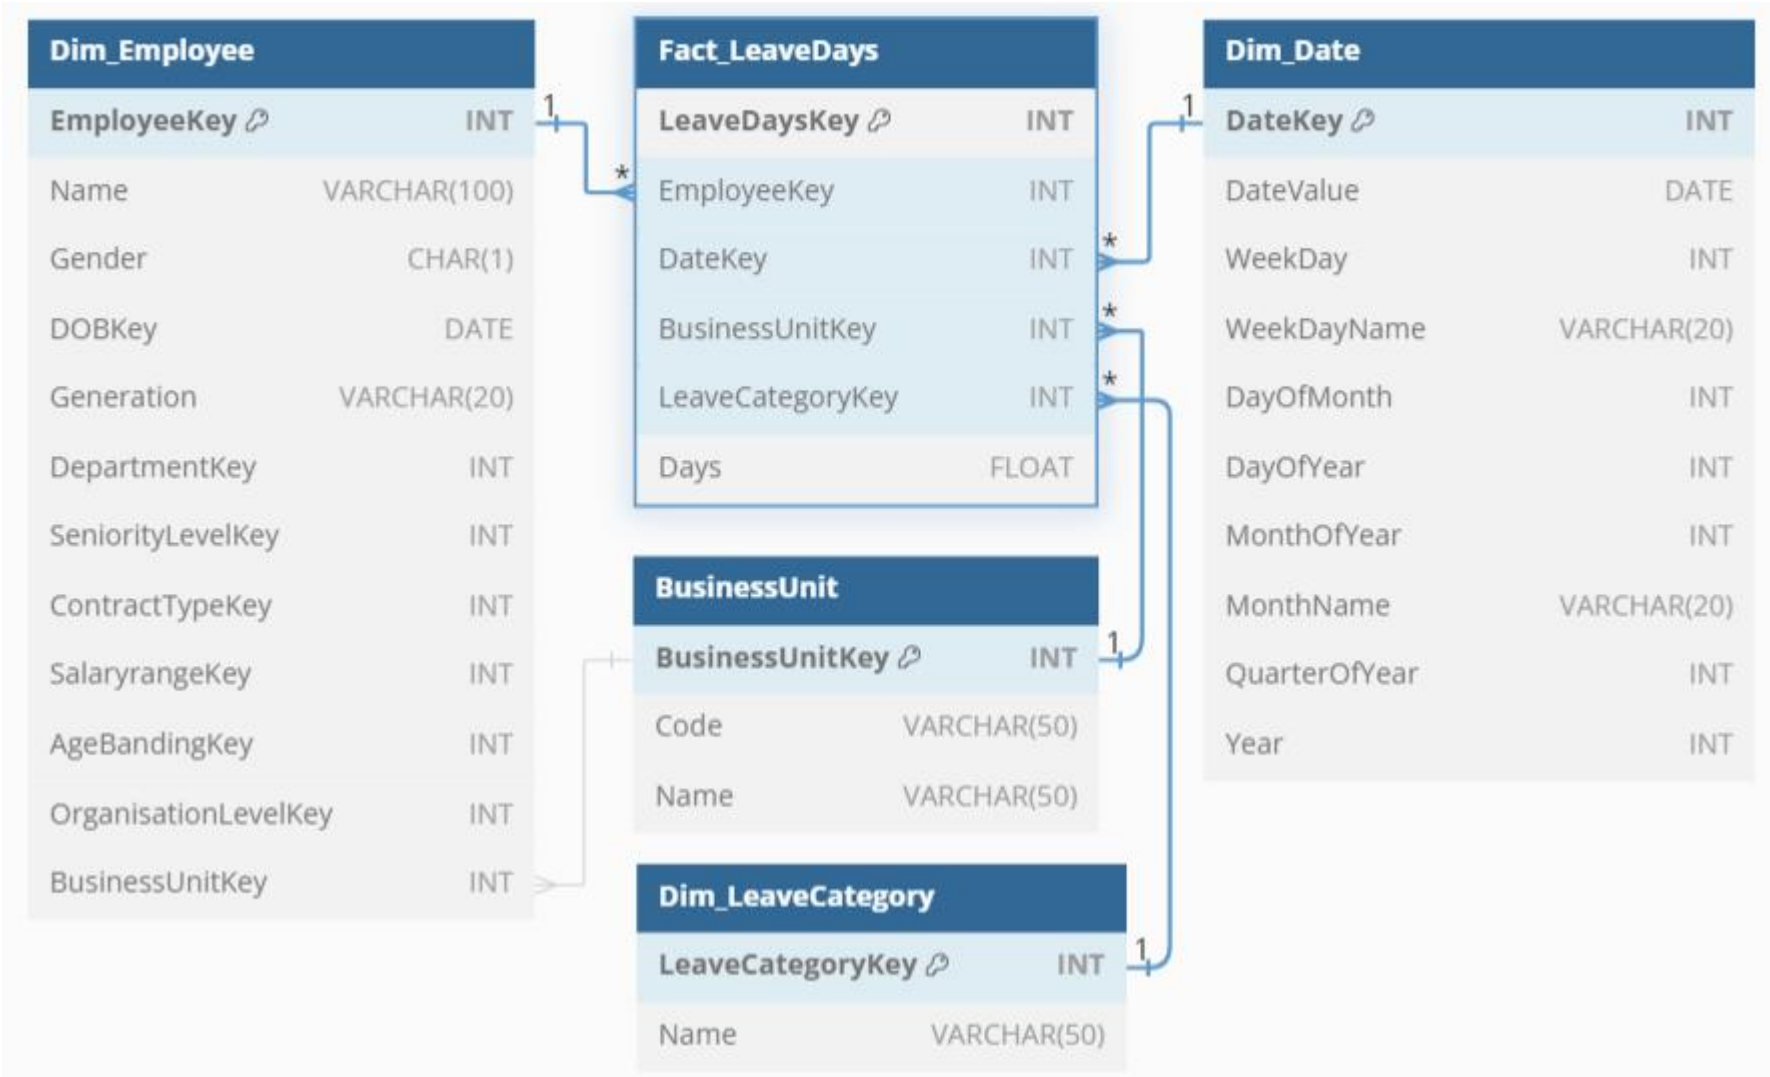 Dim_Employee
EmployeeKey INT
Name VARCHAR(100)
Gender CHAR(1)
DOBKey DATE
Generation VARCHAR(20)
DepartmentKey INT
SeniorityLevelKey INT
ContractTypeKey INT
SalaryrangeKey INT
AgeBandingKey INT
OrganisationLevelKey INT
BusinessUnitKey INT
1
*
Fact_LeaveDays
LeaveDaysKey INT
EmployeeKey INT
DateKey INT
BusinessUnitKey INT
LeaveCategoryKey INT
Days FLOAT
1
*
*
*
BusinessUnit
BusinessUnitKey INT
Code VARCHAR(50)
Name VARCHAR(50)
1
Dim_LeaveCategory
LeaveCategoryKey INT
Name VARCHAR(50)
1
Dim_Date
DateKey INT
DateValue DATE
WeekDay INT
WeekDayName VARCHAR(20)
DayOfMonth INT
DayOfYear INT
MonthOfYear INT
MonthName VARCHAR(20)
QuarterOfYear INT
Year INT